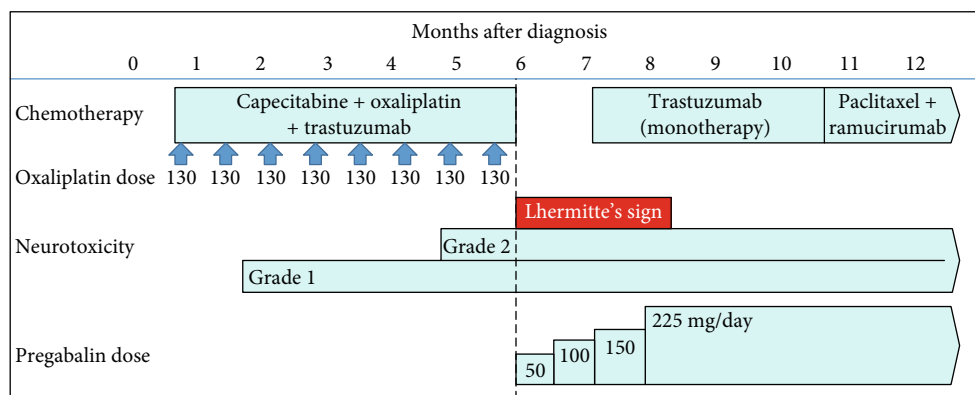 Months after diagnosis
0 1 2 3 4 5 6 7 8 9 10 11 12
Chemotherapy
Capecitabine + oxaliplatin
+ trastuzumab
Trastuzumab
(monotherapy)
Paclitaxel +
ramucirumab
Oxaliplatin dose 130 130 130 130 130 130 130 130
Lhermitte's sign
Neurotoxicity
Grade 2
Grade 1
Pregabalin dose
50
100
150
225 mg/day